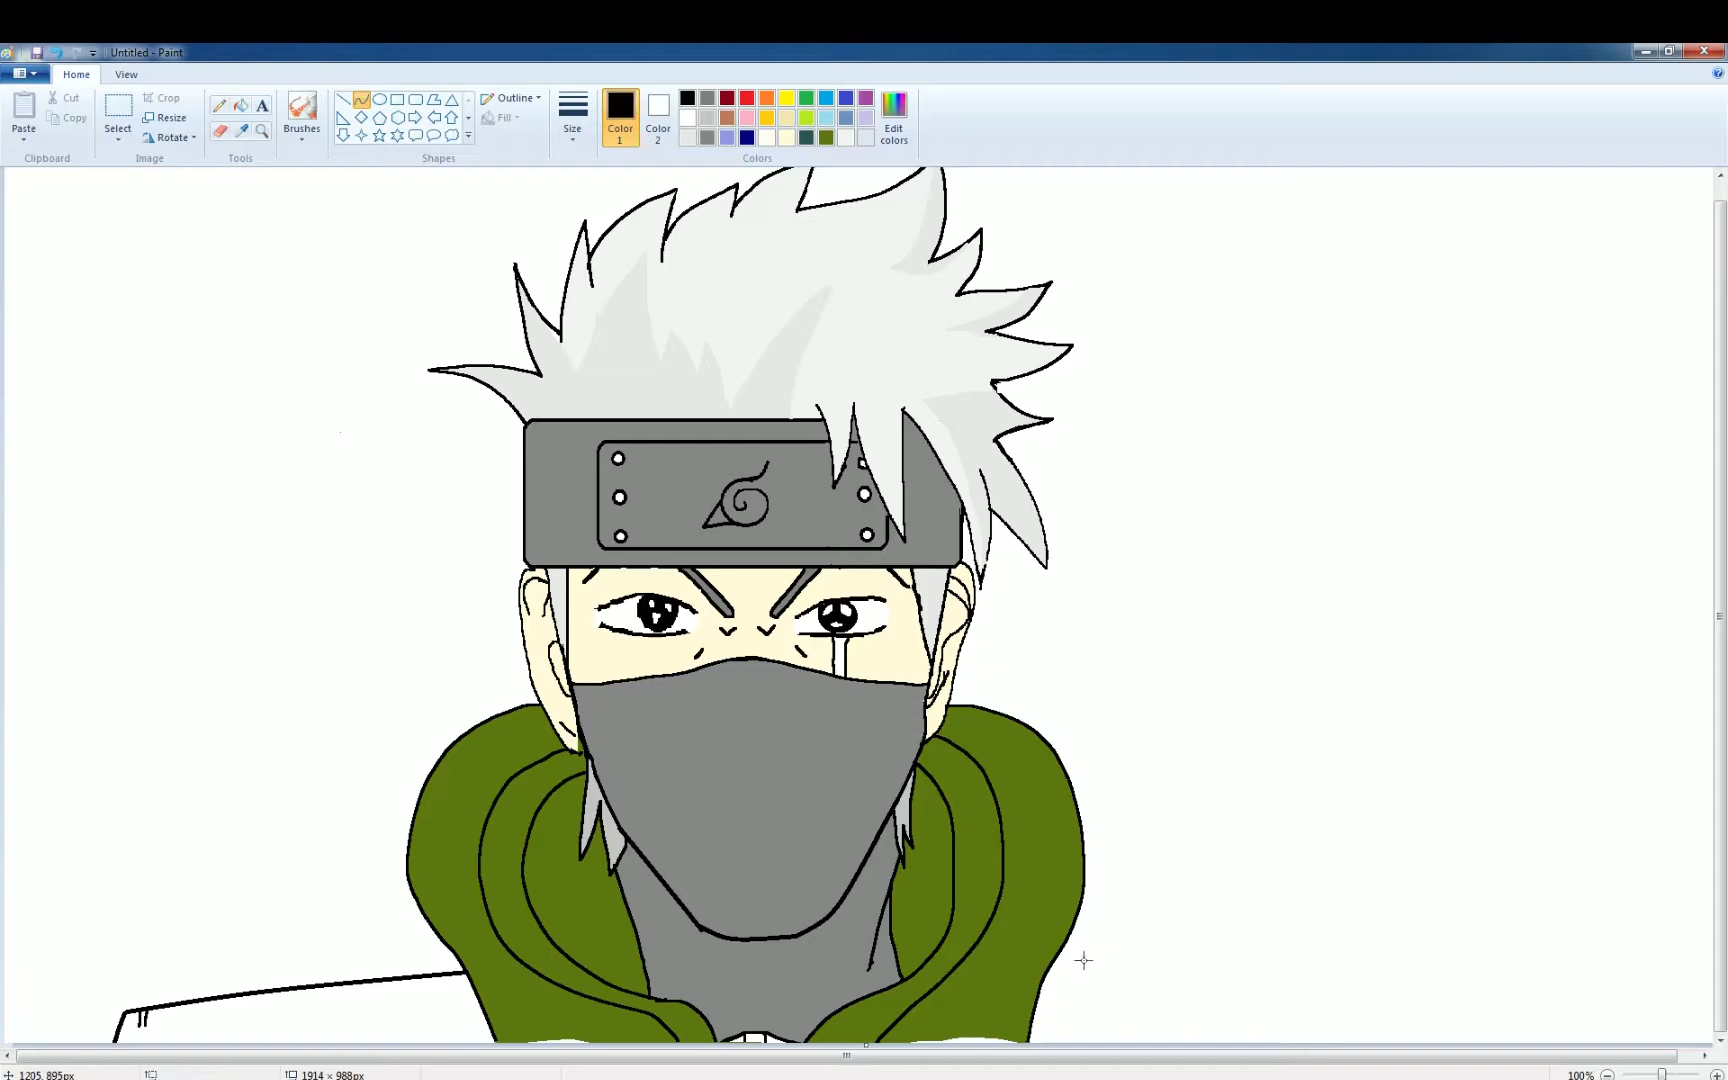 Untitled - Paint
Home View
Paste Cut Copy
Select Crop Resize Rotate
A
Brushes
Outline Fill
Size
Color 1 Color 2
Edit colors
Clipboard Image Tools Shapes Colors
1205, 895px 1914 × 988px 100%